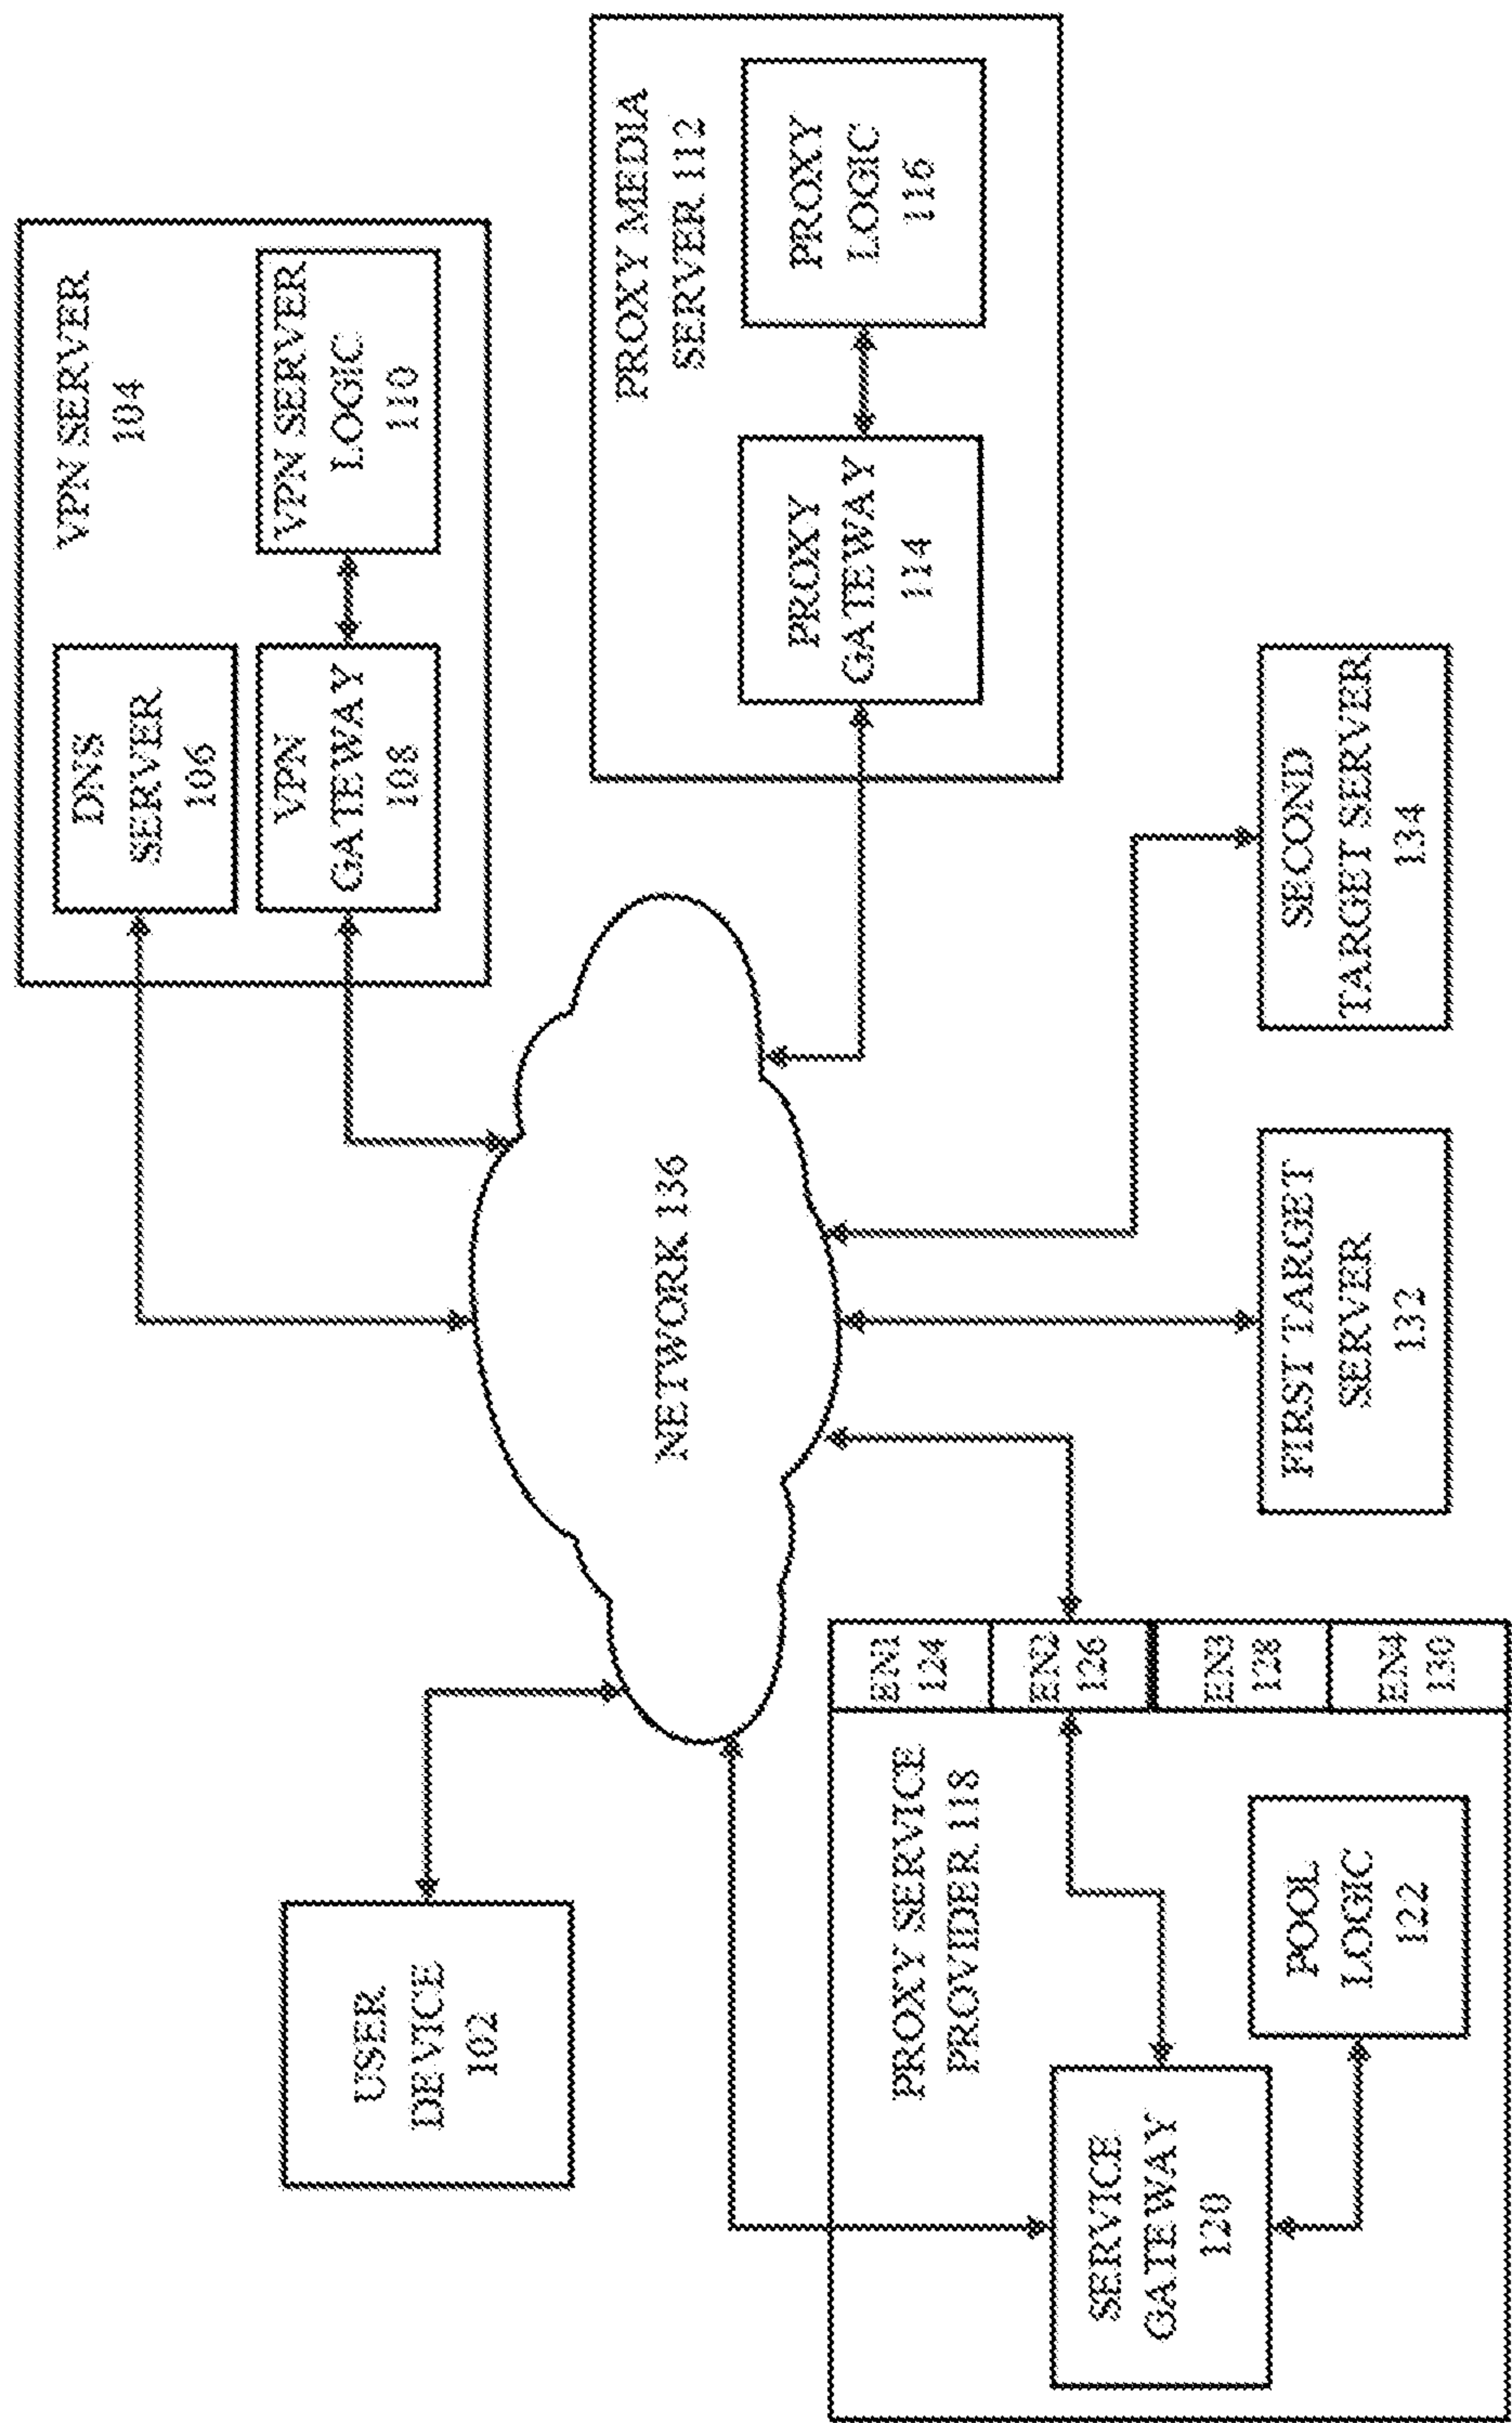 USER
DEVICE
102
VPN SERVER
104
DNS
SERVER
106
VPN
GATEWAY
108
VPN SERVER
LOGIC
110
NETWORK 136
PROXY MEDIA
SERVER 112
PROXY
GATEWAY
114
PROXY
LOGIC
116
PROXY SERVICE
PROVIDER 118
SERVICE
GATEWAY
120
POOL
LOGIC
122
EN1
124
EN2
126
EN3
128
EN4
130
FIRST TARGET
SERVER
132
SECOND
TARGET SERVER
134